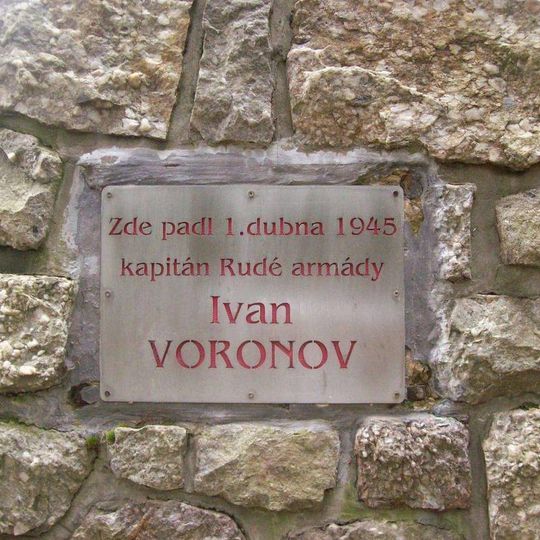 Zde padl 1.dubna 1945
kapitán Rudé armády
Ivan
VORONOV